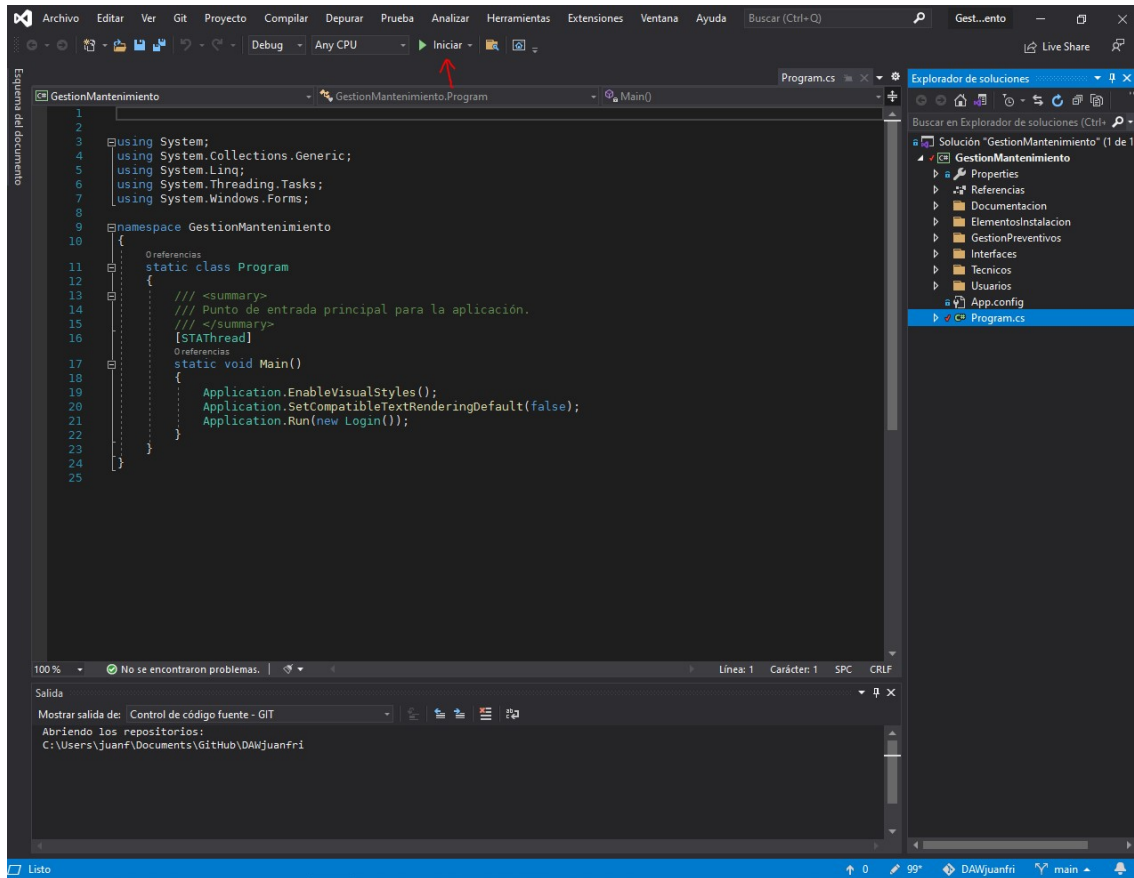 Archivo Editar Ver Git Proyecto Compilar Depurar Prueba Analizar Herramientas Extensiones Ventana Ayuda Buscar (Ctrl+Q) Gest...ento
Debug Any CPU Iniciar Live Share
Esquema del documento
Program.cs
GestionMantenimiento GestionMantenimiento.Program Main()
1
2
3 using System;
4 using System.Collections.Generic;
5 using System.Linq;
6 using System.Threading.Tasks;
7 using System.Windows.Forms;
8
9 namespace GestionMantenimiento
10 {
0 referencias
11 static class Program
12 {
13 /// <summary>
14 /// Punto de entrada principal para la aplicación.
15 /// </summary>
16 [STAThread]
0 referencias
17 static void Main()
18 {
19 Application.EnableVisualStyles();
20 Application.SetCompatibleTextRenderingDefault(false);
21 Application.Run(new Login());
22 }
23 }
24 }
25
100 % No se encontraron problemas. Línea: 1 Carácter: 1 SPC CRLF
Salida
Mostrar salida de: Control de código fuente - GIT
Abriendo los repositorios:
C:\Users\juanf\Documents\GitHub\DAWjuanfri
Explorador de soluciones
Buscar en Explorador de soluciones (Ctrl+
Solución "GestionMantenimiento" (1 de 1
GestionMantenimiento
Properties
Referencias
Documentacion
ElementosInstalacion
GestionPreventivos
Interfaces
Tecnicos
Usuarios
App.config
Program.cs
Listo 0 99+ DAWjuanfri main